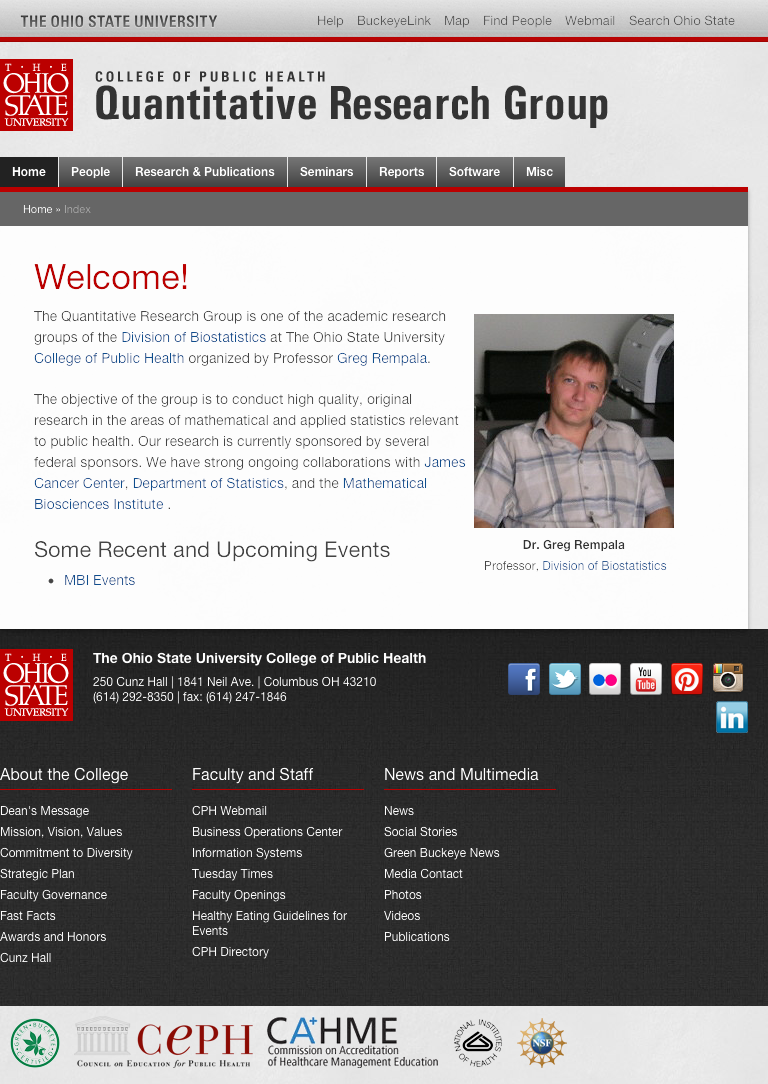 THE OHIO STATE UNIVERSITY
Help BuckeyeLink Map Find People Webmail Search Ohio State
T·H·E
OHIO
STATE
UNIVERSITY
COLLEGE OF PUBLIC HEALTH
Quantitative Research Group
Home People Research & Publications Seminars Reports Software Misc
Home » Index
Welcome!
The Quantitative Research Group is one of the academic research
groups of the Division of Biostatistics at The Ohio State University
College of Public Health organized by Professor Greg Rempala.
The objective of the group is to conduct high quality, original
research in the areas of mathematical and applied statistics relevant
to public health. Our research is currently sponsored by several
federal sponsors. We have strong ongoing collaborations with James
Cancer Center, Department of Statistics, and the Mathematical
Biosciences Institute .
Dr. Greg Rempala
Professor, Division of Biostatistics
Some Recent and Upcoming Events
• MBI Events
T·H·E
OHIO
STATE
UNIVERSITY
The Ohio State University College of Public Health
250 Cunz Hall | 1841 Neil Ave. | Columbus OH 43210
(614) 292-8350 | fax: (614) 247-1846
f
You
Tube
in
About the College
Dean's Message
Mission, Vision, Values
Commitment to Diversity
Strategic Plan
Faculty Governance
Fast Facts
Awards and Honors
Cunz Hall
Faculty and Staff
CPH Webmail
Business Operations Center
Information Systems
Tuesday Times
Faculty Openings
Healthy Eating Guidelines for
Events
CPH Directory
News and Multimedia
News
Social Stories
Green Buckeye News
Media Contact
Photos
Videos
Publications
GREEN·BUCKEYE
CERTIFIED
CEPH
COUNCIL ON EDUCATION FOR PUBLIC HEALTH
CA+HME
Commission on Accreditation
of Healthcare Management Education
NATIONAL INSTITUTES
OF HEALTH
NSF